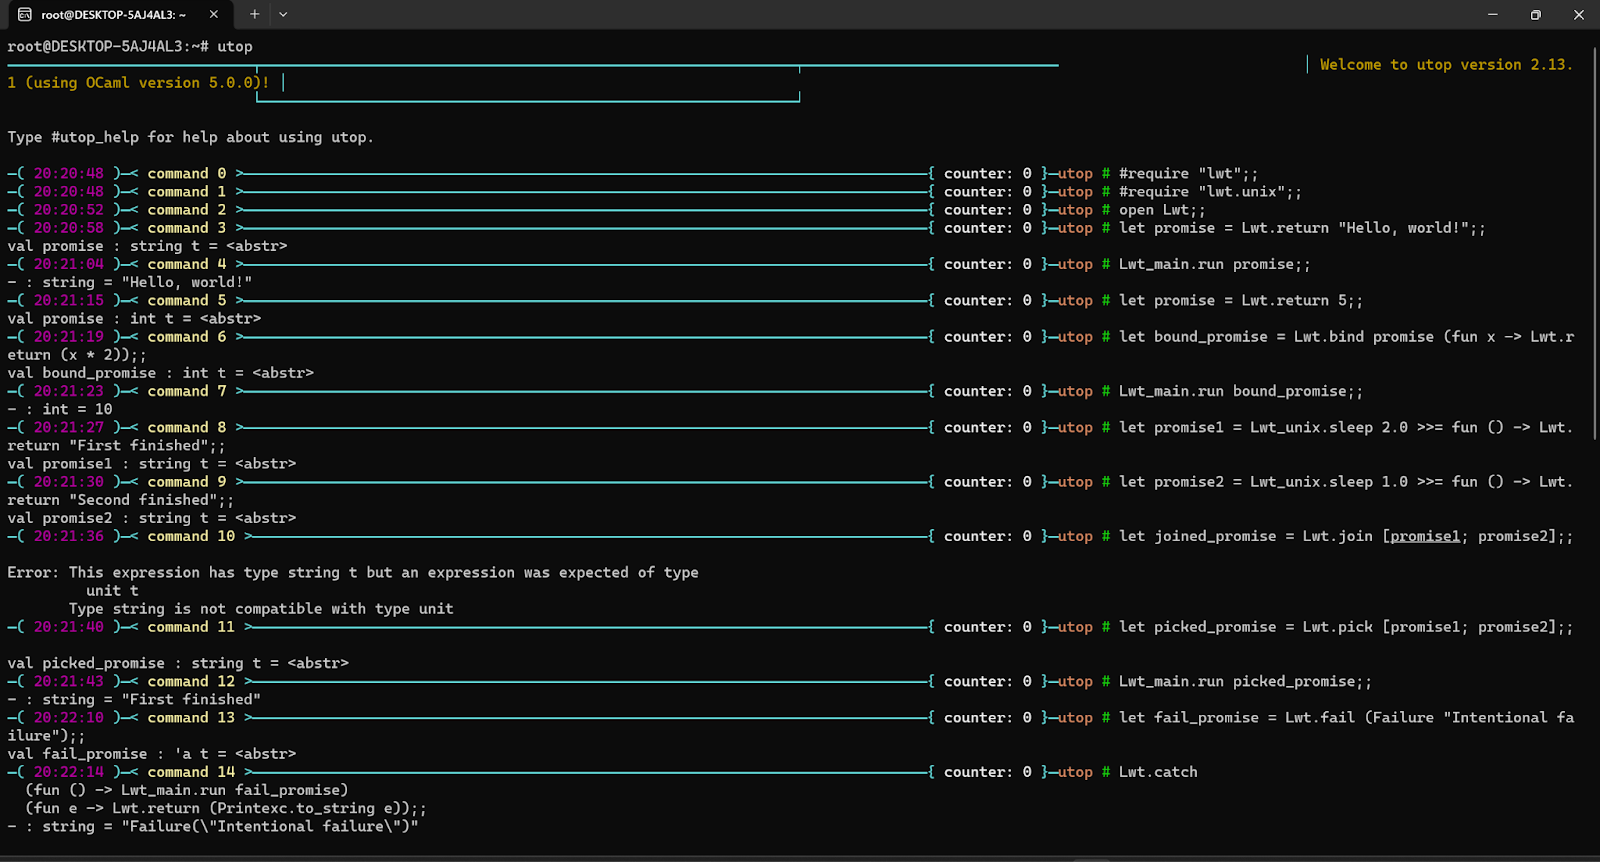 root@DESKTOP-5AJ4AL3: ~
root@DESKTOP-5AJ4AL3:~# utop
Welcome to utop version 2.13.
1 (using OCaml version 5.0.0)!
Type #utop_help for help about using utop.
─( 20:20:48 )─< command 0 >─{ counter: 0 }─utop # #require "lwt";;
─( 20:20:48 )─< command 1 >─{ counter: 0 }─utop # #require "lwt.unix";;
─( 20:20:52 )─< command 2 >─{ counter: 0 }─utop # open Lwt;;
─( 20:20:58 )─< command 3 >─{ counter: 0 }─utop # let promise = Lwt.return "Hello, world!";;
val promise : string t = <abstr>
─( 20:21:04 )─< command 4 >─{ counter: 0 }─utop # Lwt_main.run promise;;
- : string = "Hello, world!"
─( 20:21:15 )─< command 5 >─{ counter: 0 }─utop # let promise = Lwt.return 5;;
val promise : int t = <abstr>
─( 20:21:19 )─< command 6 >─{ counter: 0 }─utop # let bound_promise = Lwt.bind promise (fun x -> Lwt.r
eturn (x * 2));;
val bound_promise : int t = <abstr>
─( 20:21:23 )─< command 7 >─{ counter: 0 }─utop # Lwt_main.run bound_promise;;
- : int = 10
─( 20:21:27 )─< command 8 >─{ counter: 0 }─utop # let promise1 = Lwt_unix.sleep 2.0 >>= fun () -> Lwt.
return "First finished";;
val promise1 : string t = <abstr>
─( 20:21:30 )─< command 9 >─{ counter: 0 }─utop # let promise2 = Lwt_unix.sleep 1.0 >>= fun () -> Lwt.
return "Second finished";;
val promise2 : string t = <abstr>
─( 20:21:36 )─< command 10 >─{ counter: 0 }─utop # let joined_promise = Lwt.join [promise1; promise2];;
Error: This expression has type string t but an expression was expected of type
unit t
Type string is not compatible with type unit
─( 20:21:40 )─< command 11 >─{ counter: 0 }─utop # let picked_promise = Lwt.pick [promise1; promise2];;
val picked_promise : string t = <abstr>
─( 20:21:43 )─< command 12 >─{ counter: 0 }─utop # Lwt_main.run picked_promise;;
- : string = "First finished"
─( 20:22:10 )─< command 13 >─{ counter: 0 }─utop # let fail_promise = Lwt.fail (Failure "Intentional fa
ilure");;
val fail_promise : 'a t = <abstr>
─( 20:22:14 )─< command 14 >─{ counter: 0 }─utop # Lwt.catch
(fun () -> Lwt_main.run fail_promise)
(fun e -> Lwt.return (Printexc.to_string e));;
- : string = "Failure(\"Intentional failure\")"